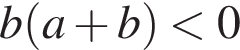 b(a + b) < 0